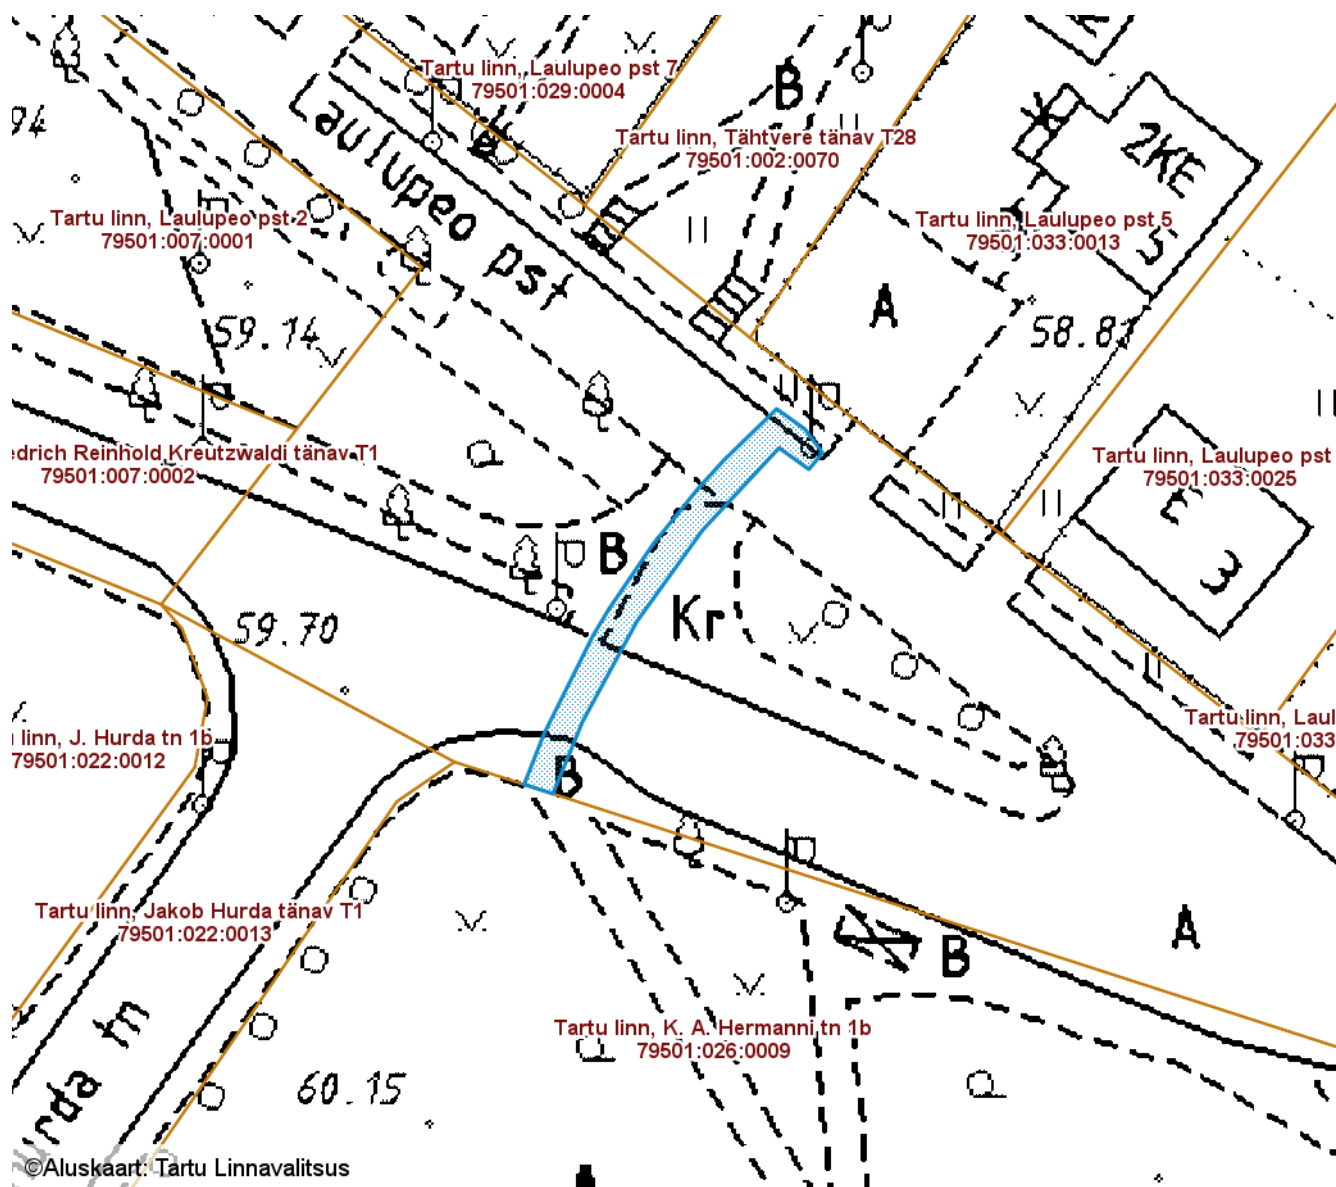 Tartu linn, Laulupeo pst 7
79501:029:0004
B
Tartu linn, Tähtvere tänav T28
79501:002:0070
2KE
5
94
Laulupeo pst
Tartu linn, Laulupeo pst 2
79501:007:0001
Tartu linn, Laulupeo pst 5
79501:033:0013
A
59.14
58.81
edrich Reinhold Kreutzwaldi tänav T1
79501:007:0002
Tartu linn, Laulupeo pst
79501:033:0025
E
3
B
Kr
59.70
linn, J. Hurda tn 1b
79501:022:0012
Tartu linn, Laul
79501:033
B
Tartu linn, Jakob Hurda tänav T1
79501:022:0013
A
B
Tartu linn, K. A. Hermanni tn 1b
79501:026:0009
urda tn
60.15
©Aluskaart: Tartu Linnavalitsus